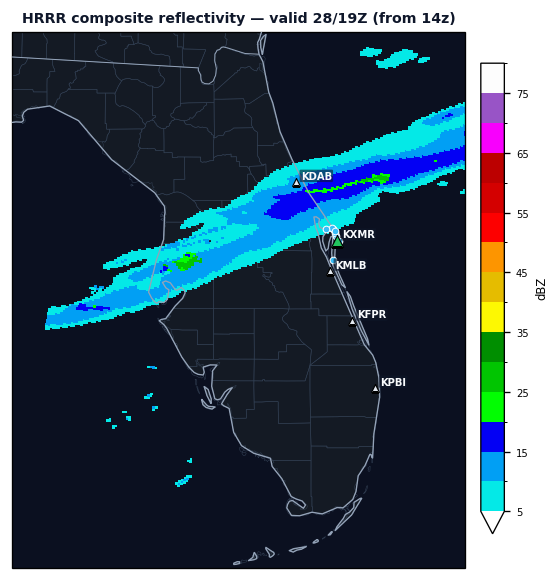 HRRR composite reflectivity — valid 28/19Z (from 14z)
KDAB
KXMR
KMLB
KFPR
KPBI
75
65
55
45
35
25
15
5
dBZ